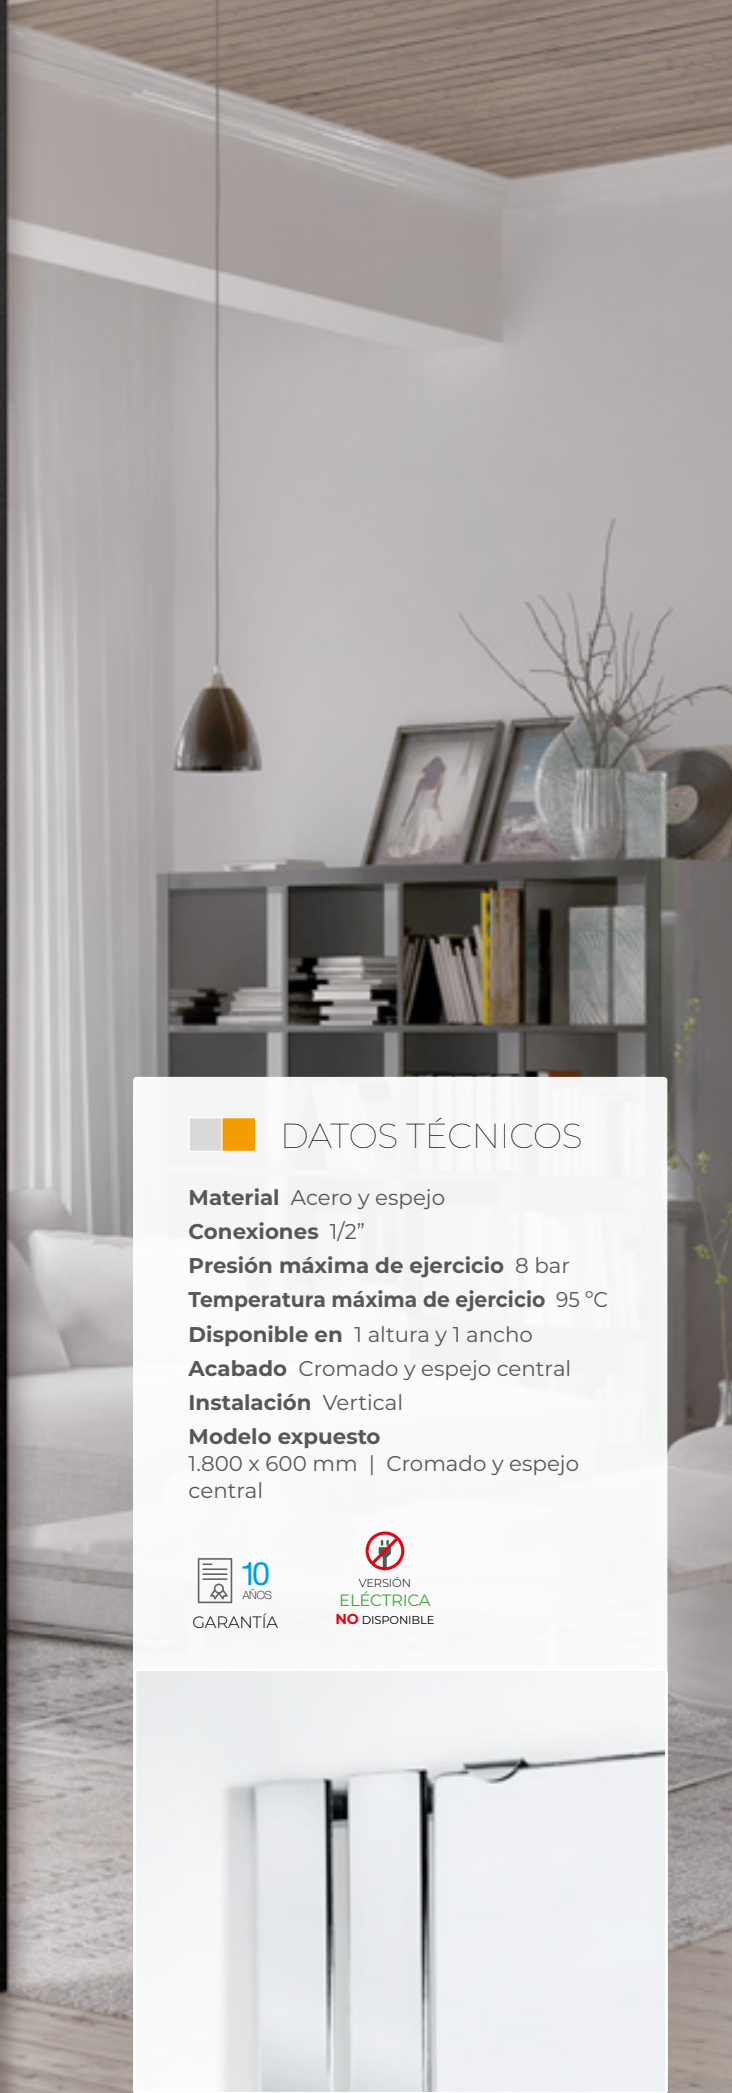 DATOS TÉCNICOS
Material Acero y espejo
Conexiones 1/2”
Presión máxima de ejercicio 8 bar
Temperatura máxima de ejercicio 95 ºC
Disponible en 1 altura y 1 ancho
Acabado Cromado y espejo central
Instalación Vertical
Modelo expuesto
1.800 x 600 mm | Cromado y espejo
central
10
AÑOS
GARANTÍA
VERSIÓN
ELÉCTRICA
NO DISPONIBLE